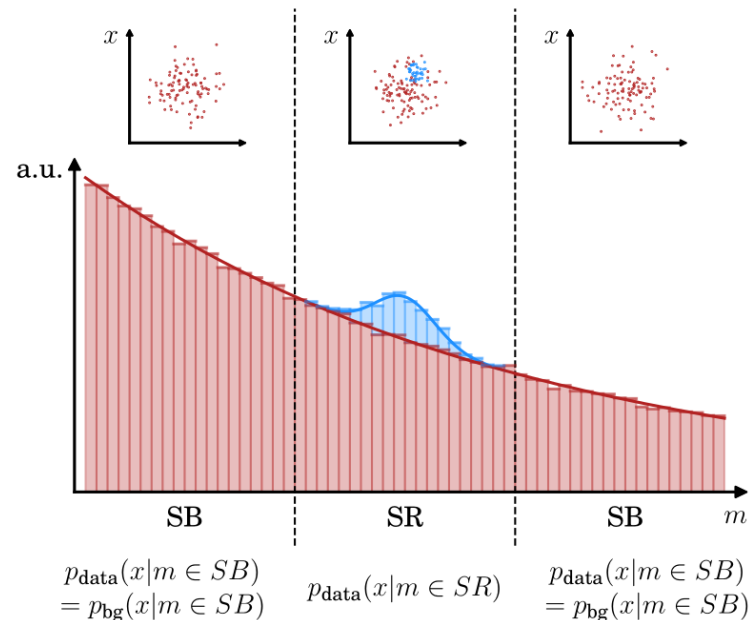 x
x
x
a.u.
SB
SR
SB
m
p_data(x|m ∈ SB)
= p_bg(x|m ∈ SB)
p_data(x|m ∈ SR)
p_data(x|m ∈ SB)
= p_bg(x|m ∈ SB)